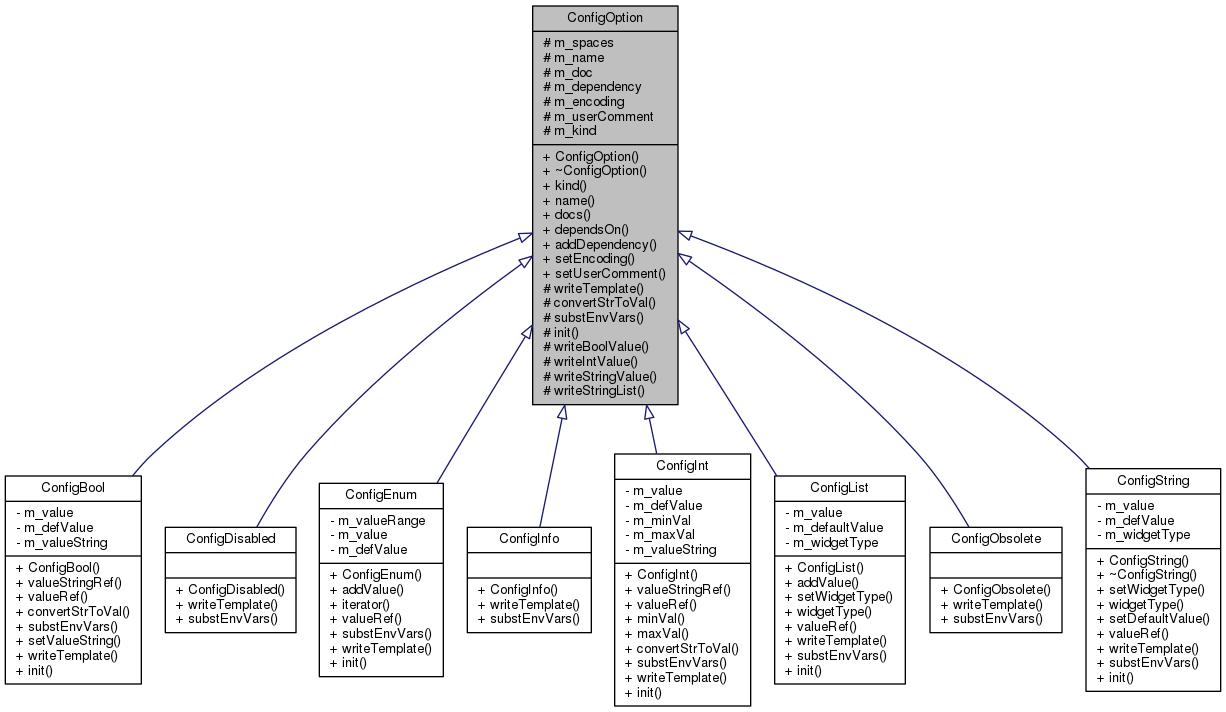 ConfigOption
# m_spaces
# m_name
# m_doc
# m_dependency
# m_encoding
# m_userComment
# m_kind
+ ConfigOption()
+ ~ConfigOption()
+ kind()
+ name()
+ docs()
+ dependsOn()
+ addDependency()
+ setEncoding()
+ setUserComment()
# writeTemplate()
# convertStrToVal()
# substEnvVars()
# init()
# writeBoolValue()
# writeIntValue()
# writeStringValue()
# writeStringList()
ConfigBool
- m_value
- m_defValue
- m_valueString
+ ConfigBool()
+ valueStringRef()
+ valueRef()
+ convertStrToVal()
+ substEnvVars()
+ setValueString()
+ writeTemplate()
+ init()
ConfigDisabled
+ ConfigDisabled()
+ writeTemplate()
+ substEnvVars()
ConfigEnum
- m_valueRange
- m_value
- m_defValue
+ ConfigEnum()
+ addValue()
+ iterator()
+ valueRef()
+ substEnvVars()
+ writeTemplate()
+ init()
ConfigInfo
+ ConfigInfo()
+ writeTemplate()
+ substEnvVars()
ConfigInt
- m_value
- m_defValue
- m_minVal
- m_maxVal
- m_valueString
+ ConfigInt()
+ valueStringRef()
+ valueRef()
+ minVal()
+ maxVal()
+ convertStrToVal()
+ substEnvVars()
+ writeTemplate()
+ init()
ConfigList
- m_value
- m_defaultValue
- m_widgetType
+ ConfigList()
+ addValue()
+ setWidgetType()
+ widgetType()
+ valueRef()
+ writeTemplate()
+ substEnvVars()
+ init()
ConfigObsolete
+ ConfigObsolete()
+ writeTemplate()
+ substEnvVars()
ConfigString
- m_value
- m_defValue
- m_widgetType
+ ConfigString()
+ ~ConfigString()
+ setWidgetType()
+ widgetType()
+ setDefaultValue()
+ valueRef()
+ writeTemplate()
+ substEnvVars()
+ init()